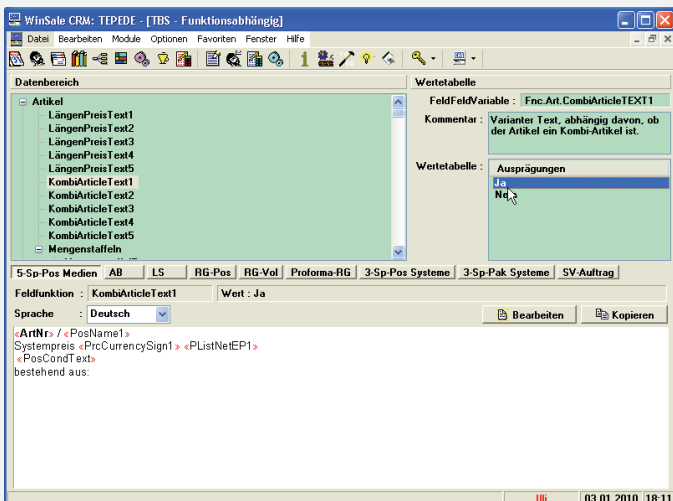 WinSale CRM: TEPEDE - [TBS - Funktionsabhängig]
Datei Bearbeiten Module Optionen Favoriten Fenster Hilfe
Datenbereich
Artikel
LängenPreisText1
LängenPreisText2
LängenPreisText3
LängenPreisText4
LängenPreisText5
KombiArticleText1
KombiArticleText2
KombiArticleText3
KombiArticleText4
KombiArticleText5
Mengenstaffeln
Wertetabelle
FeldFeldVariable : Fnc.Art.CombiArticleTEXT1
Kommentar : Varianter Text, abhängig davon, ob
der Artikel ein Kombi-Artikel ist.
Wertetabelle : Ausprägungen
Ja
Nein
5-Sp-Pos Medien AB LS RG-Pos RG-Vol Proforma-RG 3-Sp-Pos Systeme 3-Sp-Pak Systeme SV-Auftrag
Feldfunktion : KombiArticleText1 Wert : Ja
Sprache : Deutsch Bearbeiten Kopieren
«ArtNr» / «PosName1»
Systempreis «PrcCurrencySign1» «PListNetEP1»
«PosCondText»
bestehend aus:
Illi 03.01.2010 18:11